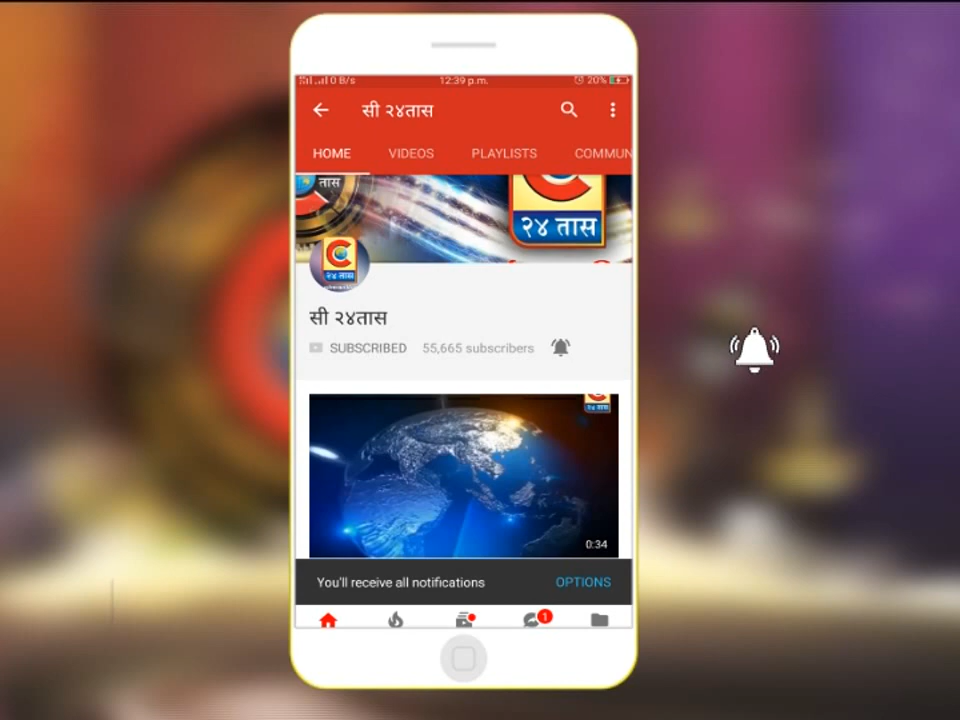 0 B/s 12:39 p.m. 20%
सी २४तास
HOME VIDEOS PLAYLISTS COMMUN
तास
२४ तास
C
२४ तास
सी २४तास
SUBSCRIBED 55,665 subscribers
२४ तास
0:34
You'll receive all notifications OPTIONS
1